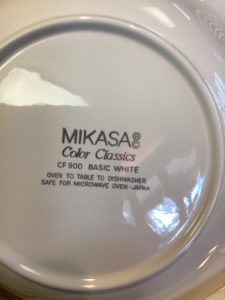 MIKASA®©
Color Classics
CF 900 BASIC WHITE
OVEN TO TABLE TO DISHWASHER
SAFE FOR MICROWAVE OVEN-JAPAN